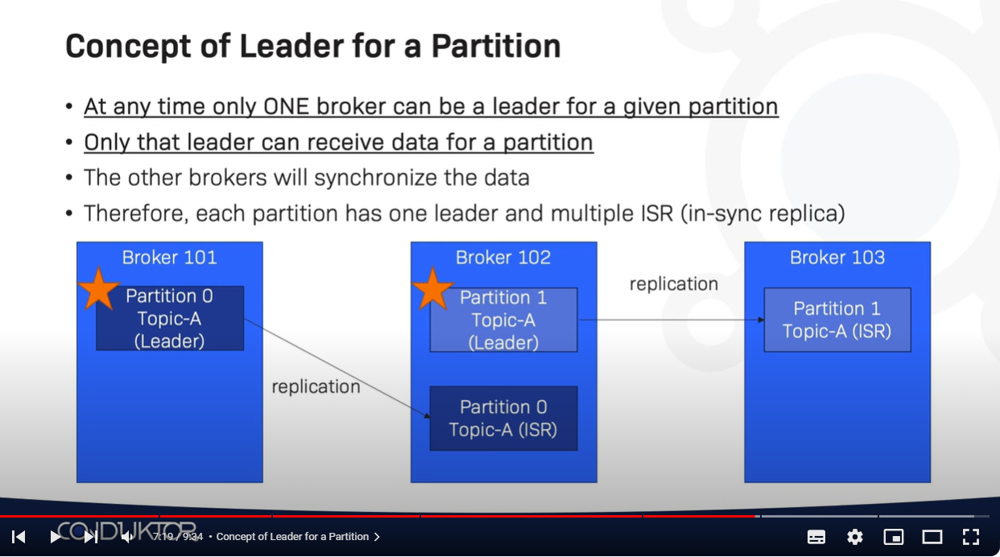 Concept of Leader for a Partition
• At any time only ONE broker can be a leader for a given partition
• Only that leader can receive data for a partition
• The other brokers will synchronize the data
• Therefore, each partition has one leader and multiple ISR (in-sync replica)
Broker 101
Partition 0
Topic-A
(Leader)
replication
Broker 102
Partition 1
Topic-A
(Leader)
Partition 0
Topic-A (ISR)
replication
Broker 103
Partition 1
Topic-A (ISR)
CONDUKTOR
7:19 / 9:34 • Concept of Leader for a Partition